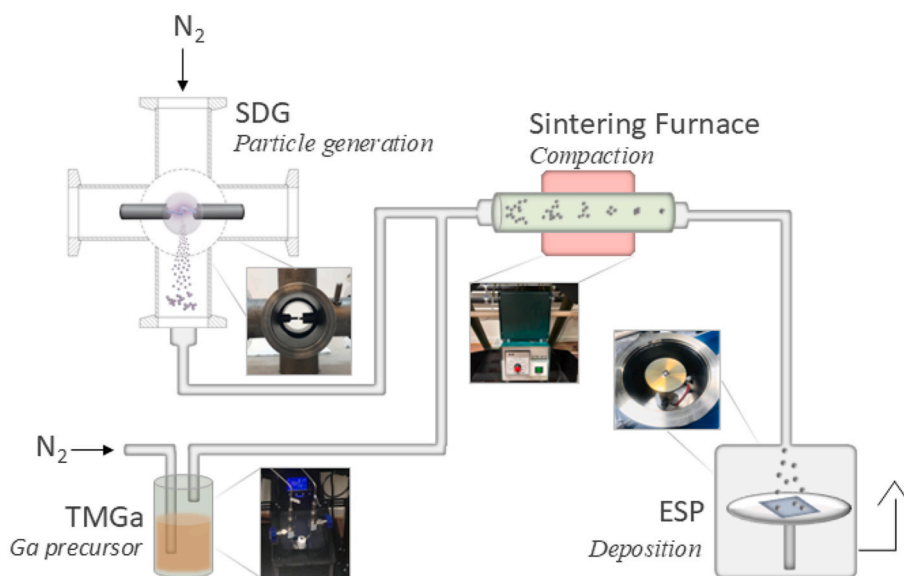 N₂
SDG
Particle generation
Sintering Furnace
Compaction
N₂
TMGa
Ga precursor
ESP
Deposition